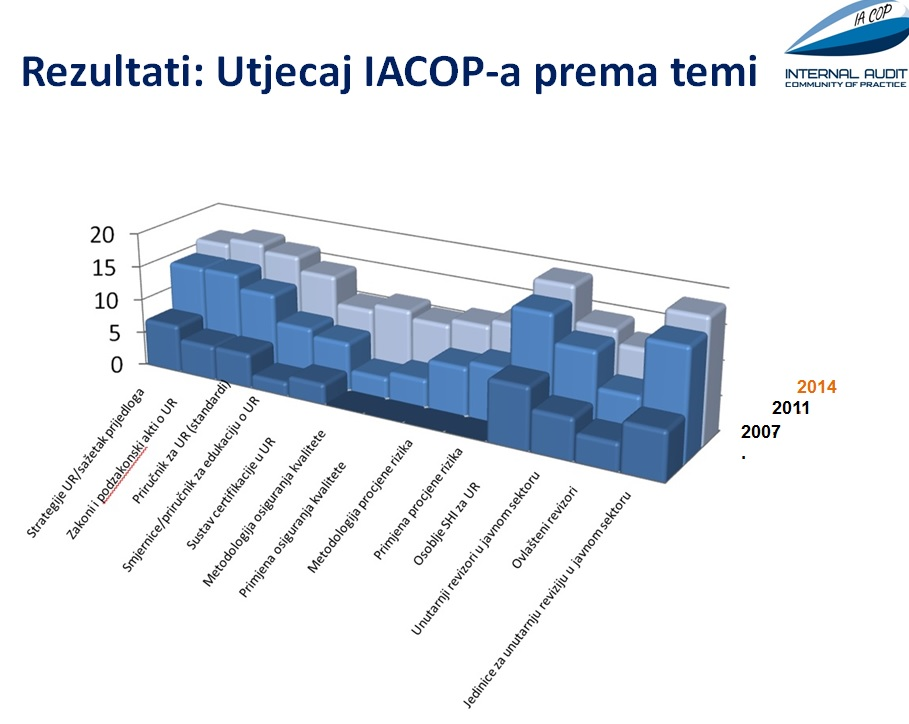 Rezultati: Utjecaj IACOP-a prema temi
IA COP
INTERNAL AUDIT
COMMUNITY OF PRACTICE
20
15
10
5
0
2014
2011
2007
.
Strategije UR/sažetak prijedloga
Zakoni i podzakonski akti o UR
Priručnik za UR (standardi)
Smjernice/priručnik za edukaciju o UR
Sustav certifikacije u UR
Metodologija osiguranja kvalitete
Primjena osiguranja kvalitete
Metodologija procjene rizika
Primjena procjene rizika
Osoblje SHI za UR
Unutarnji revizori u javnom sektoru
Ovlašteni revizori
Jedinice za unutarnju reviziju u javnom sektoru